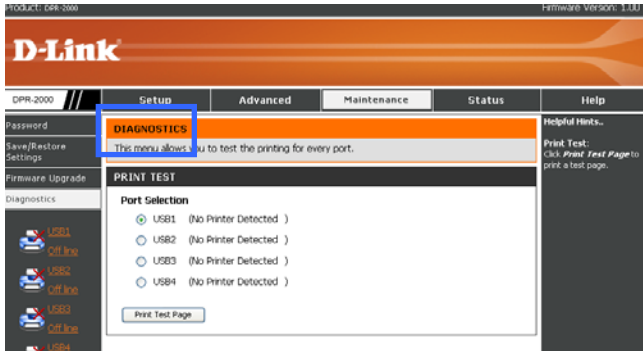 Product: DPR-2000
Firmware Version: 1.00
D-Link
DPR-2000
Setup
Advanced
Maintenance
Status
Help
Password
Save/Restore
Settings
Firmware Upgrade
Diagnostics
USB1
Off line
USB2
Off line
USB3
Off line
USB4
DIAGNOSTICS
This menu allows you to test the printing for every port.
PRINT TEST
Port Selection
USB1 (No Printer Detected )
USB2 (No Printer Detected )
USB3 (No Printer Detected )
USB4 (No Printer Detected )
Print Test Page
Helpful Hints..
Print Test:
Click Print Test Page to
print a test page.